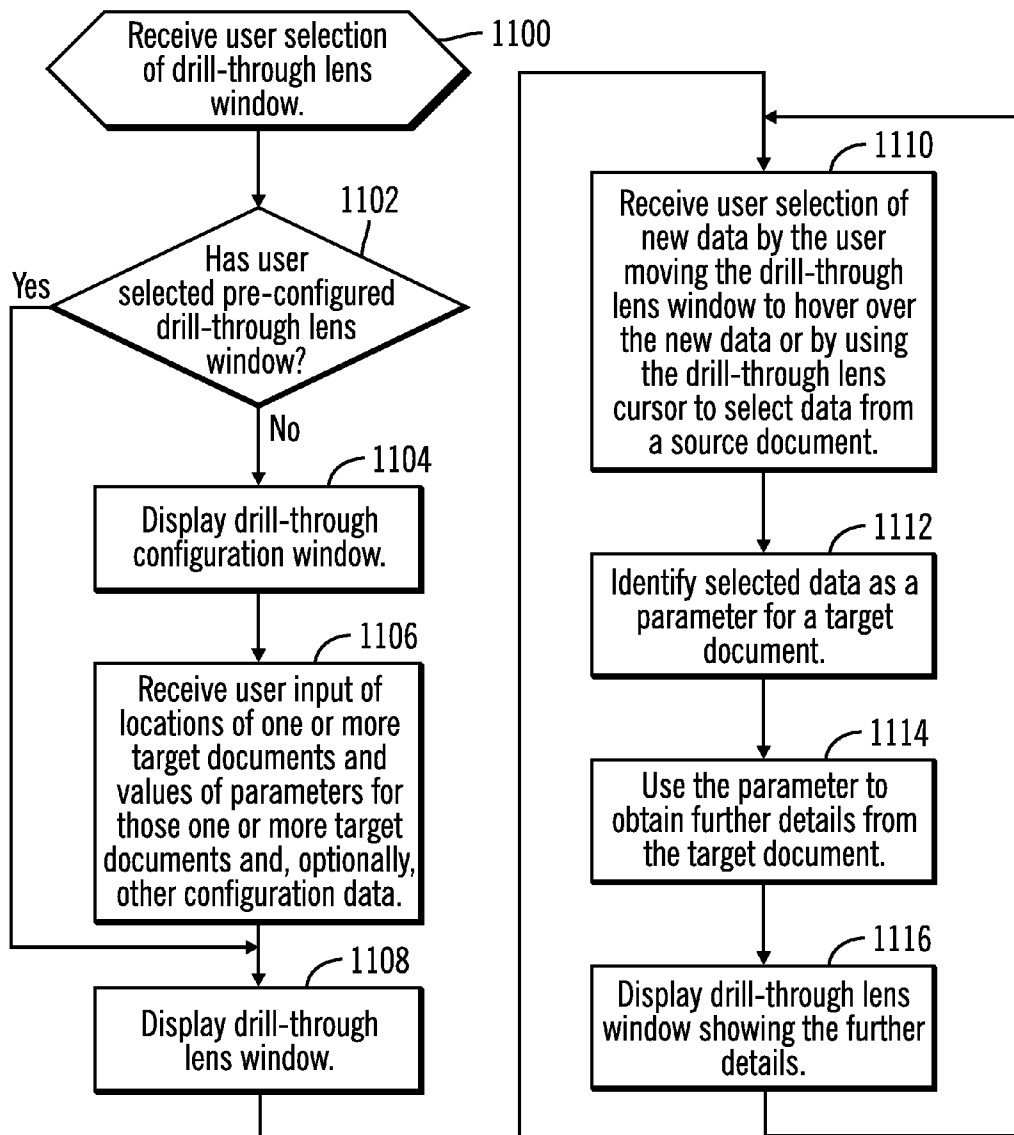 Receive user selection
of drill-through lens
window.
1100
1102
Has user
selected pre-configured
drill-through lens
window?
Yes
No
1104
Display drill-through
configuration window.
1106
Receive user input of
locations of one or more
target documents and
values of parameters for
those one or more target
documents and, optionally,
other configuration data.
1108
Display drill-through
lens window.
1110
Receive user selection of
new data by the user
moving the drill-through
lens window to hover over
the new data or by using
the drill-through lens
cursor to select data from
a source document.
1112
Identify selected data as a
parameter for a target
document.
1114
Use the parameter to
obtain further details from
the target document.
1116
Display drill-through lens
window showing the further
details.